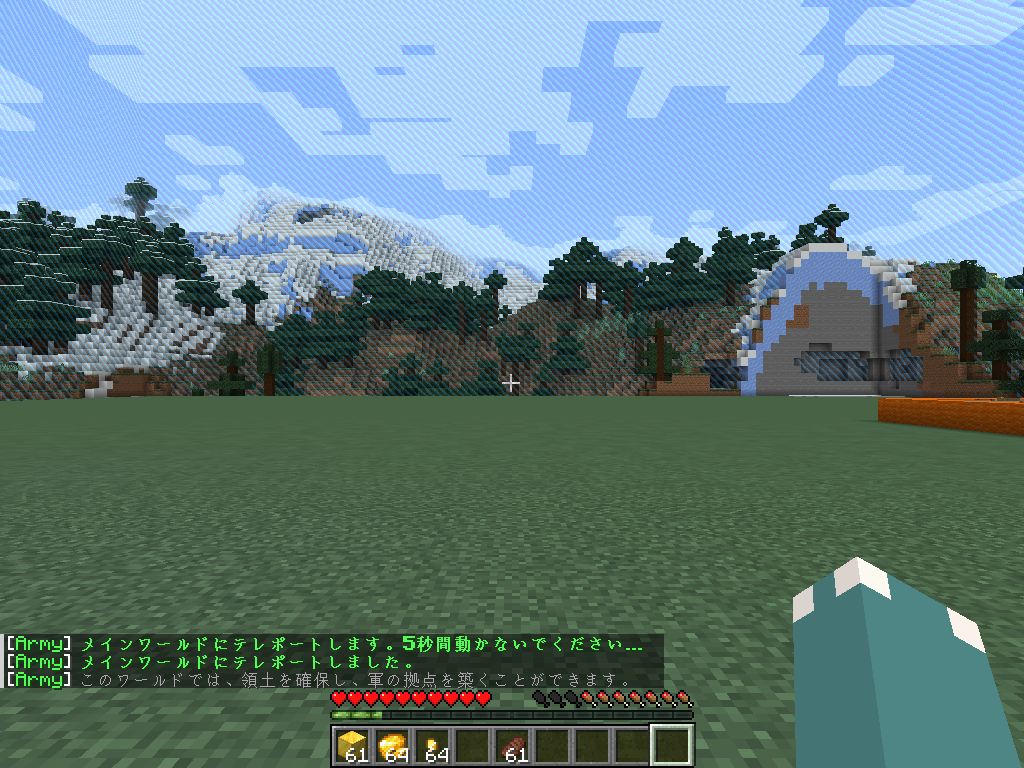 [Army] メインワールドにテレポートします。5秒間動かないでください...
[Army] メインワールドにテレポートしました。
[Army] このワールドでは、領土を確保し、軍の拠点を築くことができます。
61 64 64 61